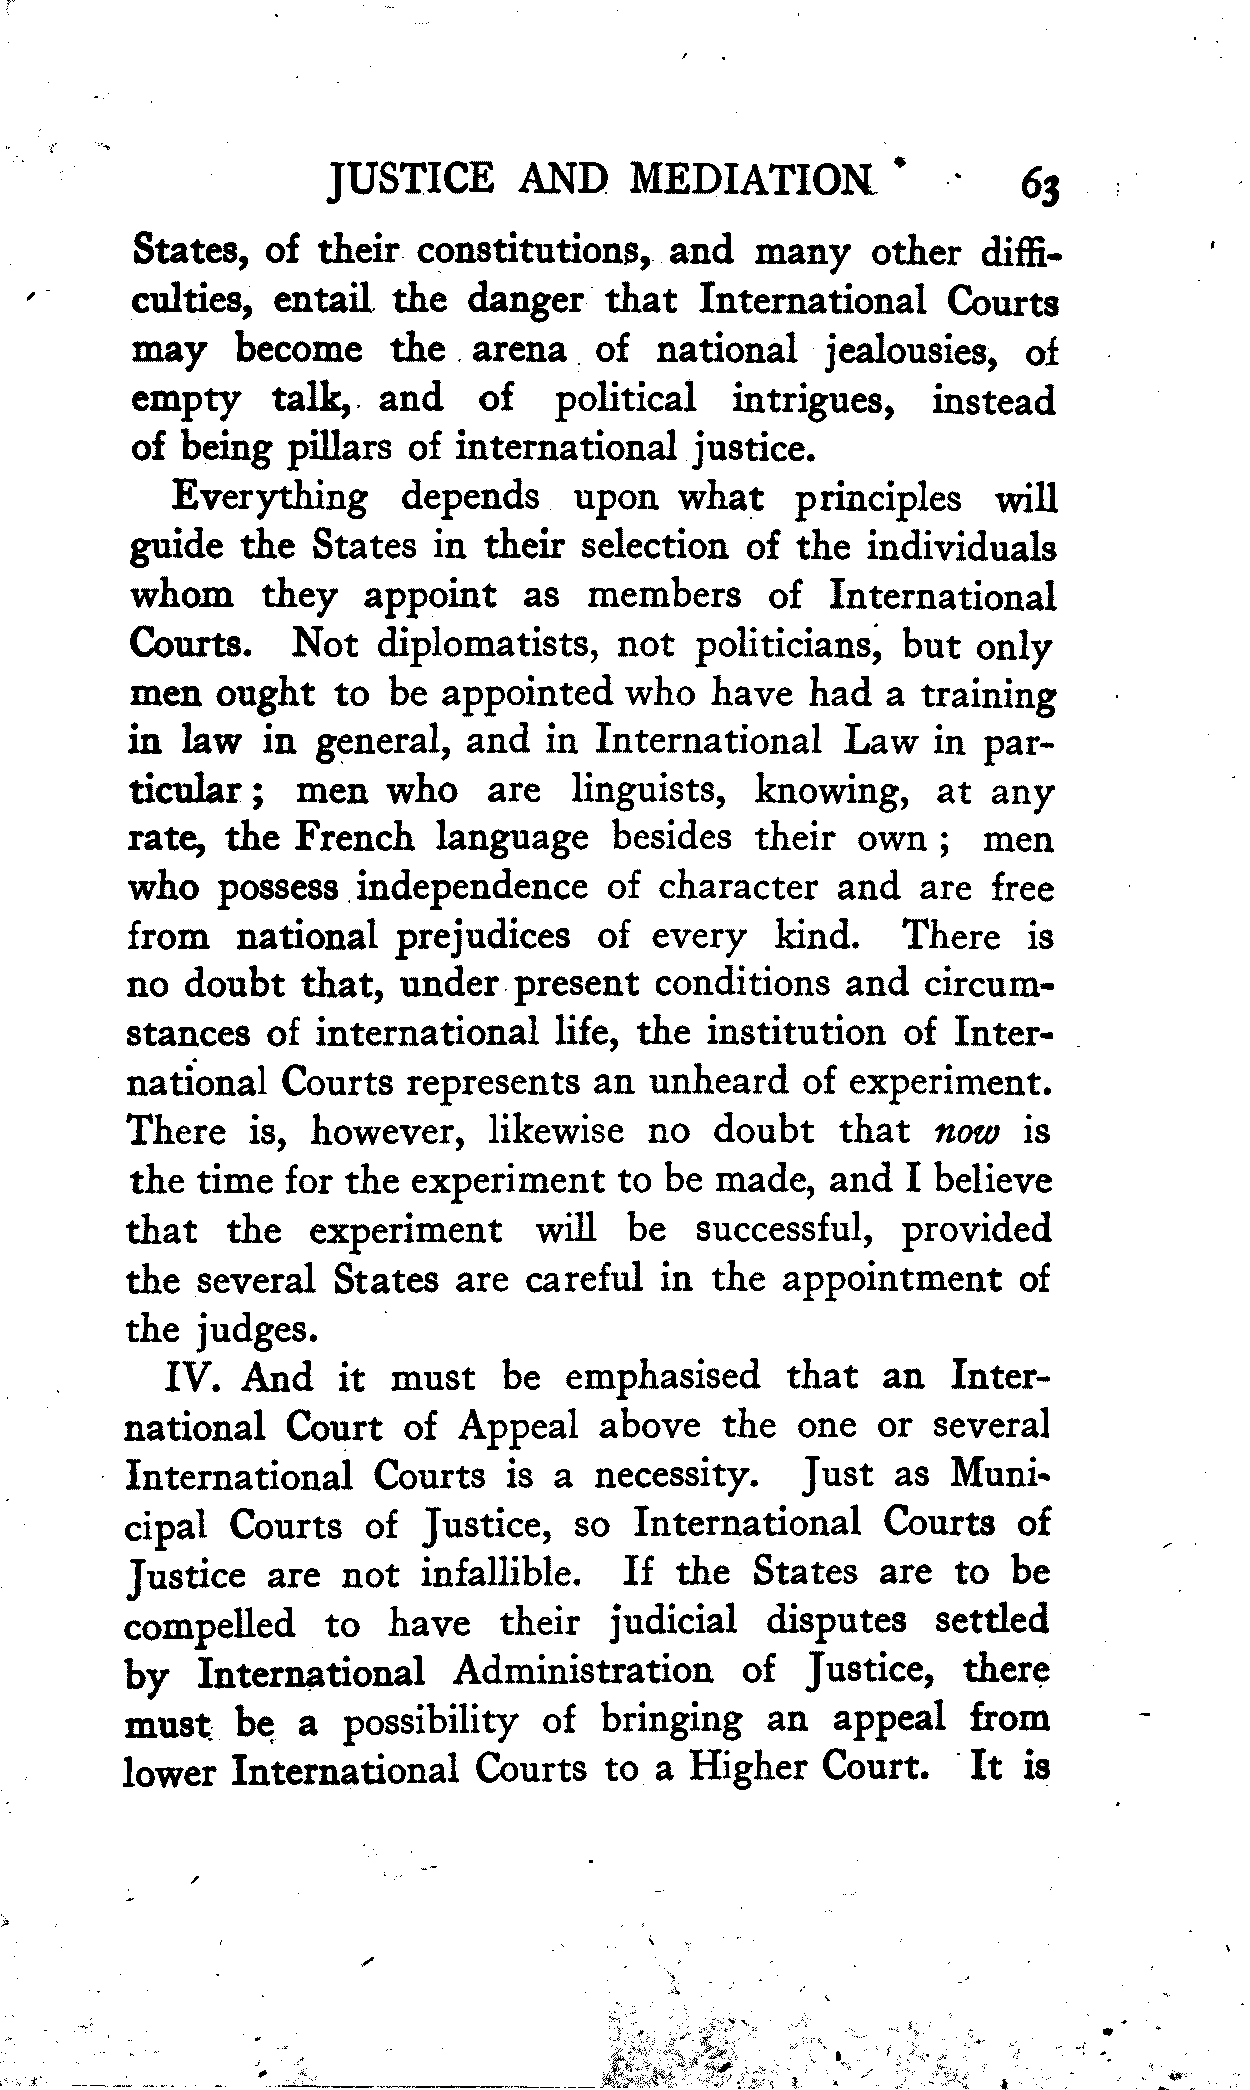 JUSTICE AND MEDIATION 63
States, of their constitutions, and many other diffi-
culties, entail the danger that International Courts
may become the arena of national jealousies, of
empty talk, and of political intrigues, instead
of being pillars of international justice.
Everything depends upon what principles will
guide the States in their selection of the individuals
whom they appoint as members of International
Courts. Not diplomatists, not politicians, but only
men ought to be appointed who have had a training
in law in general, and in International Law in par-
ticular ; men who are linguists, knowing, at any
rate, the French language besides their own ; men
who possess independence of character and are free
from national prejudices of every kind. There is
no doubt that, under present conditions and circum-
stances of international life, the institution of Inter-
national Courts represents an unheard of experiment.
There is, however, likewise no doubt that now is
the time for the experiment to be made, and I believe
that the experiment will be successful, provided
the several States are careful in the appointment of
the judges.
IV. And it must be emphasised that an Inter-
national Court of Appeal above the one or several
International Courts is a necessity. Just as Muni-
cipal Courts of Justice, so International Courts of
Justice are not infallible. If the States are to be
compelled to have their judicial disputes settled
by International Administration of Justice, there
must be a possibility of bringing an appeal from
lower International Courts to a Higher Court. It is